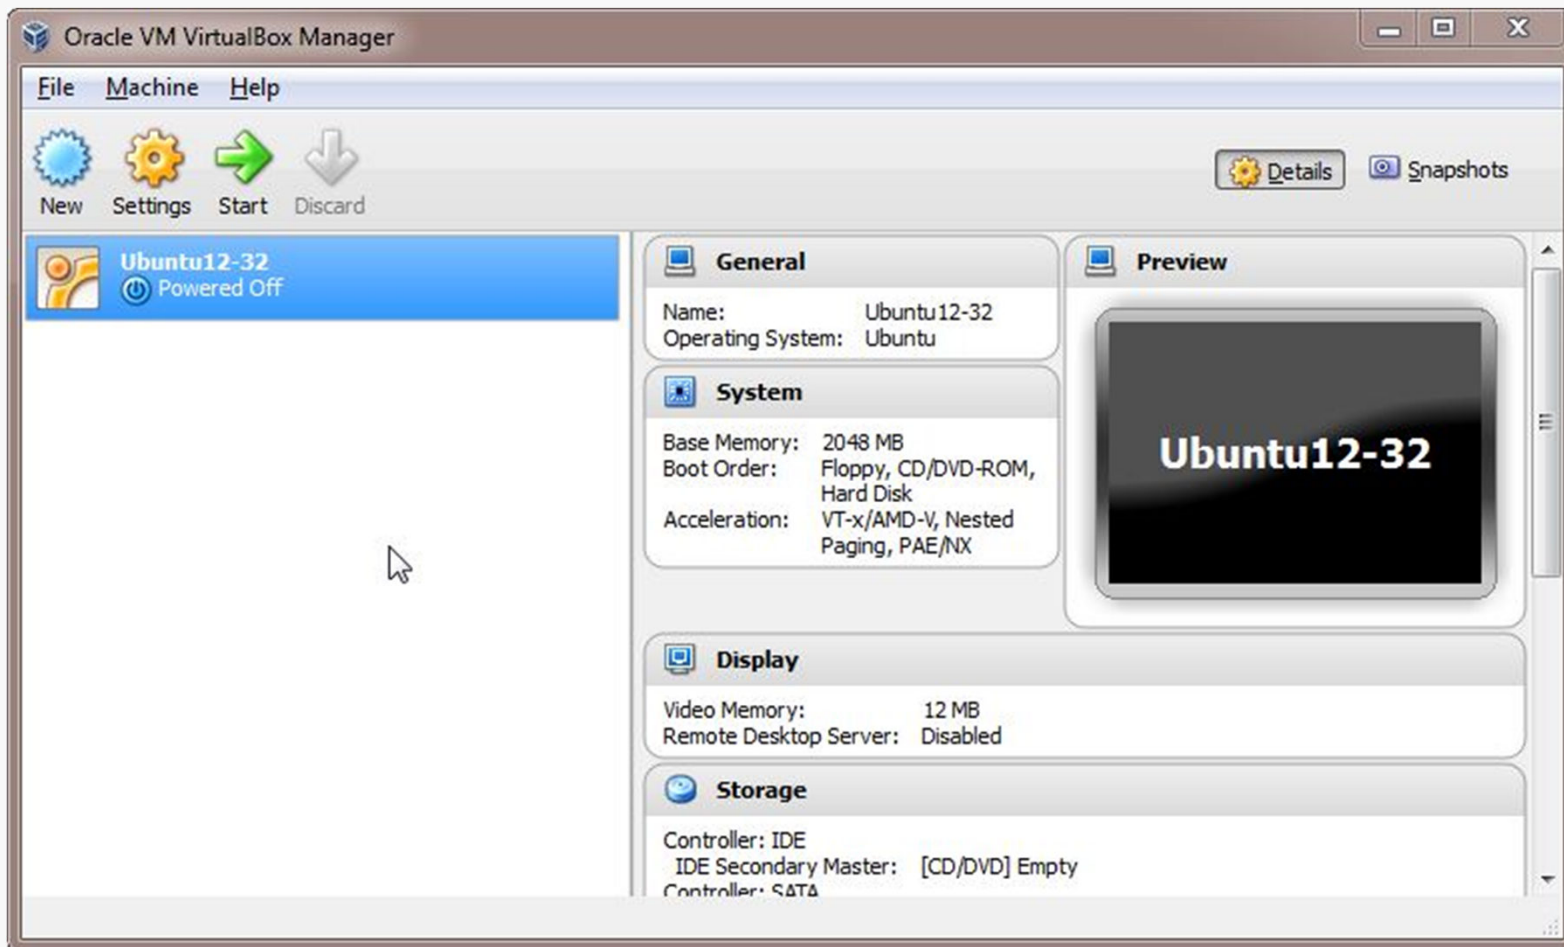 Oracle VM VirtualBox Manager
File Machine Help
New Settings Start Discard
Details Snapshots
Ubuntu12-32
Powered Off
General
Name: Ubuntu12-32
Operating System: Ubuntu
System
Base Memory: 2048 MB
Boot Order: Floppy, CD/DVD-ROM,
Hard Disk
Acceleration: VT-x/AMD-V, Nested
Paging, PAE/NX
Preview
Ubuntu12-32
Display
Video Memory: 12 MB
Remote Desktop Server: Disabled
Storage
Controller: IDE
IDE Secondary Master: [CD/DVD] Empty
Controller: SATA